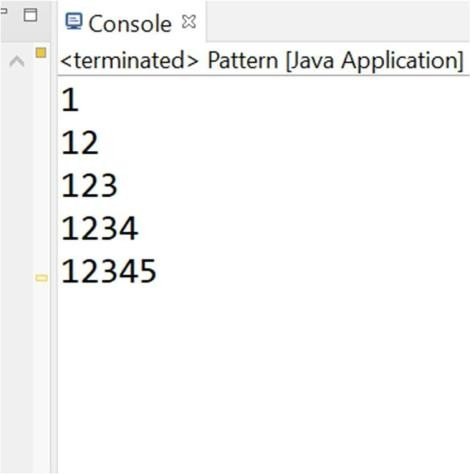 Console
<terminated> Pattern [Java Application]
1
12
123
1234
12345